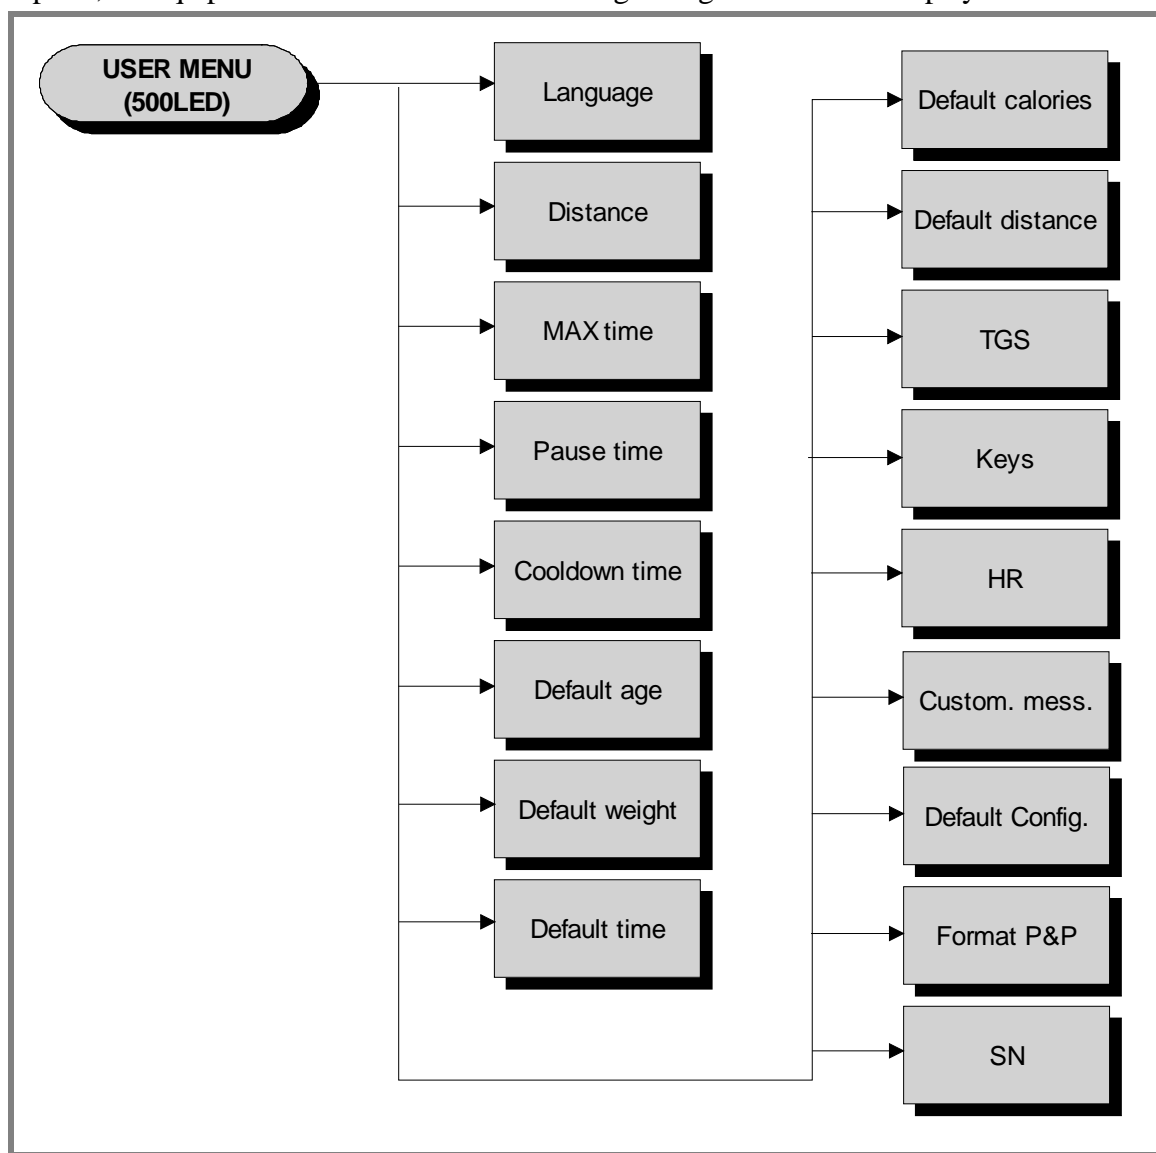 USER MENU
(500LED)
Language
Distance
MAX time
Pause time
Cooldown time
Default age
Default weight
Default time
Default calories
Default distance
TGS
Keys
HR
Custom. mess.
Default Config.
Format P&P
SN